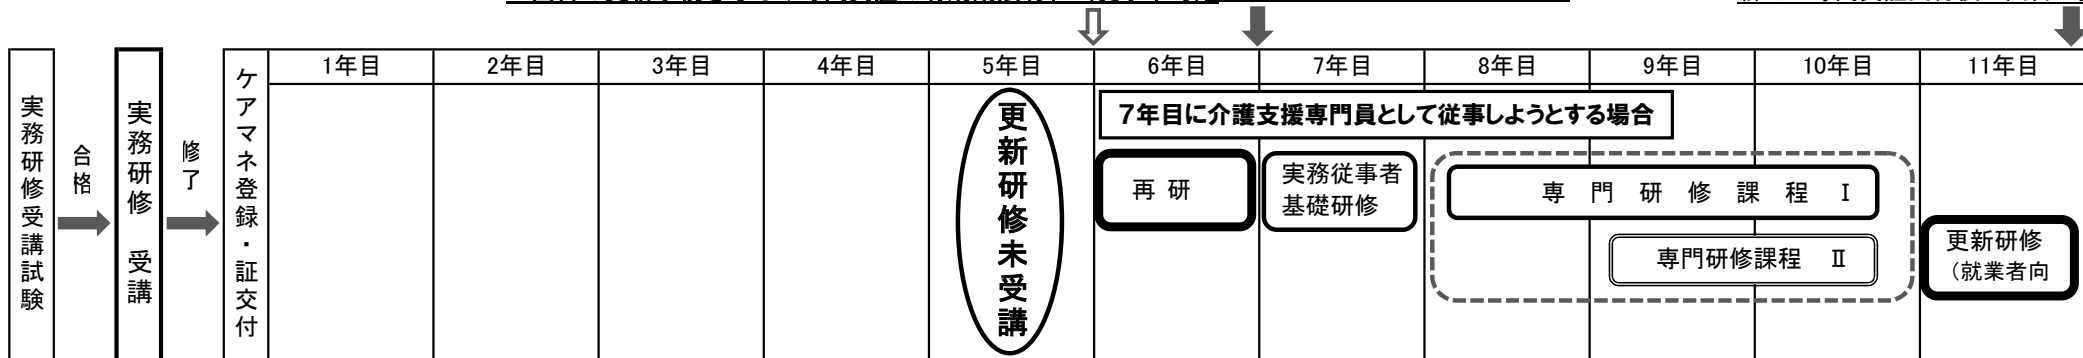 1年目
2年目
3年目
4年目
5年目
6年目
7年目
8年目
9年目
10年目
11年目
実務研修受講試験
合格
実務研修 受講
修了
ケアマネ登録・証交付
更新研修未受講
7年目に介護支援専門員として従事しようとする場合
再 研
実務従事者
基礎研修
専 門 研 修 課 程 Ⅰ
専門研修課程 Ⅱ
更新研修
(就業者向